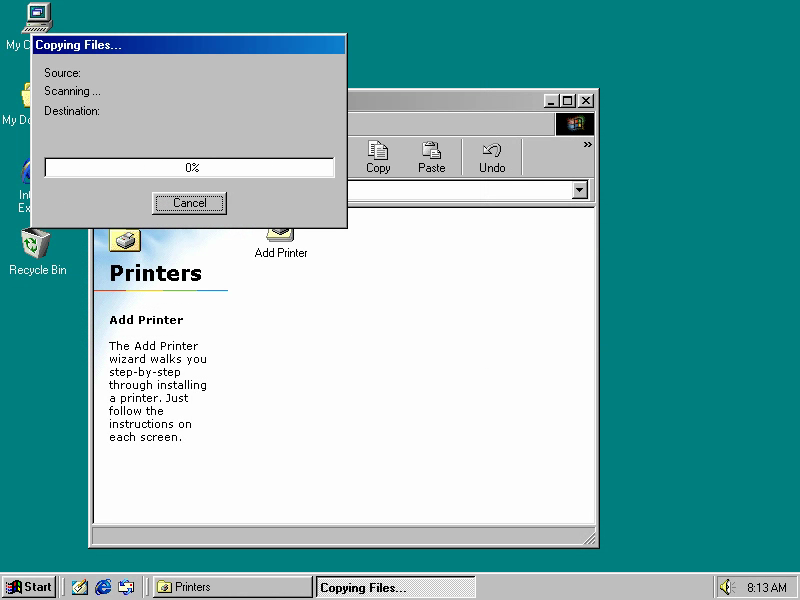 My C
Copying Files...
Source:
Scanning ...
Destination:
0%
Cancel
My Do
Int
Ex
Recycle Bin
Copy
Paste
Undo
»
Add Printer
Printers
Add Printer
The Add Printer
wizard walks you
step-by-step
through installing
a printer. Just
follow the
instructions on
each screen.
Start
Printers
Copying Files...
8:13 AM